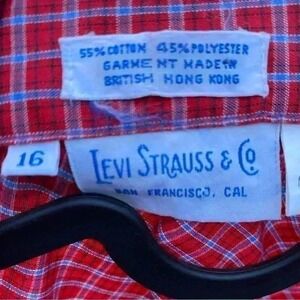 55% COTTON 45% POLYESTER
GARMENT MADE IN
BRITISH HONG KONG
16
LEVI STRAUSS & Co
SAN FRANCISCO, CAL